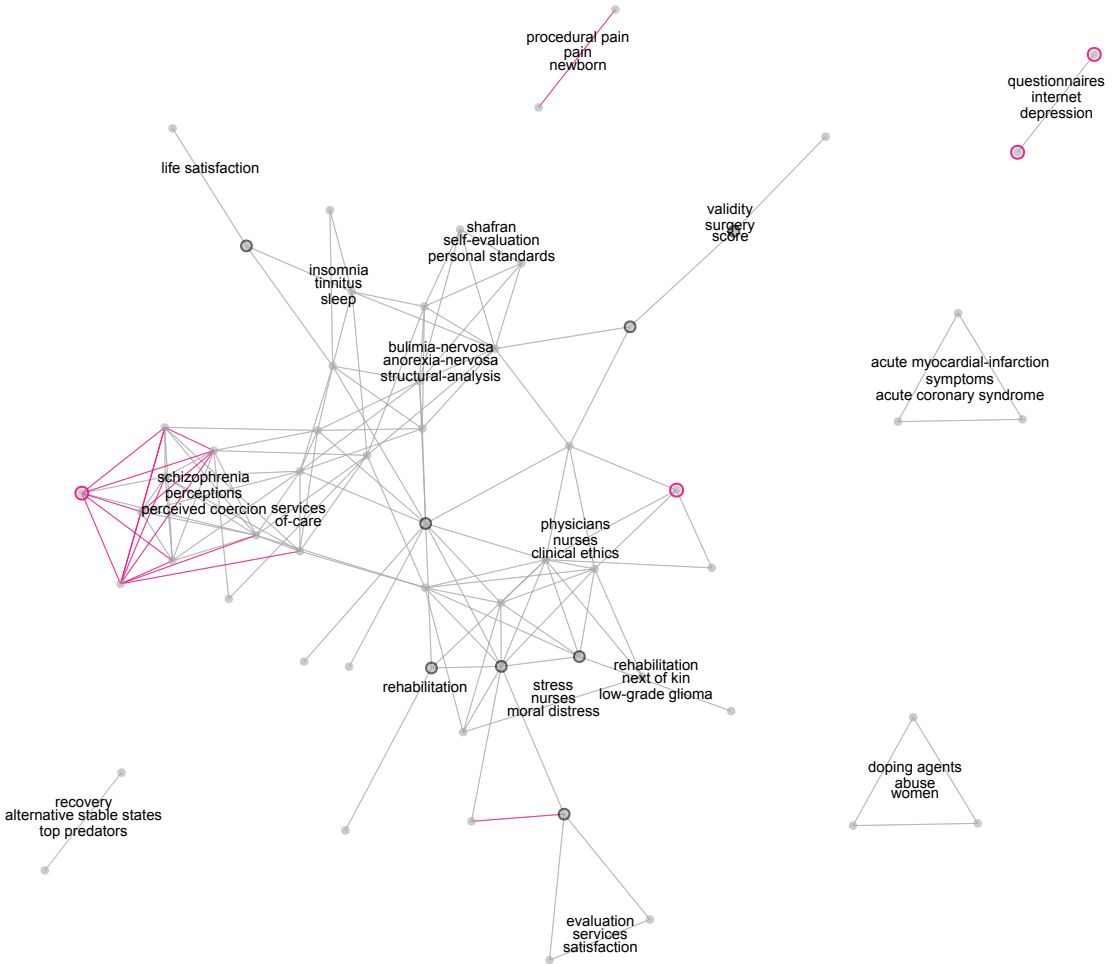 procedural pain
pain
newborn
questionnaires
internet
depression
life satisfaction
validity
surgery
score
shafran
self-evaluation
personal standards
insomnia
tinnitus
sleep
bulimia-nervosa
anorexia-nervosa
structural-analysis
acute myocardial-infarction
symptoms
acute coronary syndrome
schizophrenia
perceptions
perceived coercion
services
of-care
physicians
nurses
clinical ethics
rehabilitation
stress
nurses
moral distress
rehabilitation
next of kin
low-grade glioma
recovery
alternative stable states
top predators
doping agents
abuse
women
evaluation
services
satisfaction